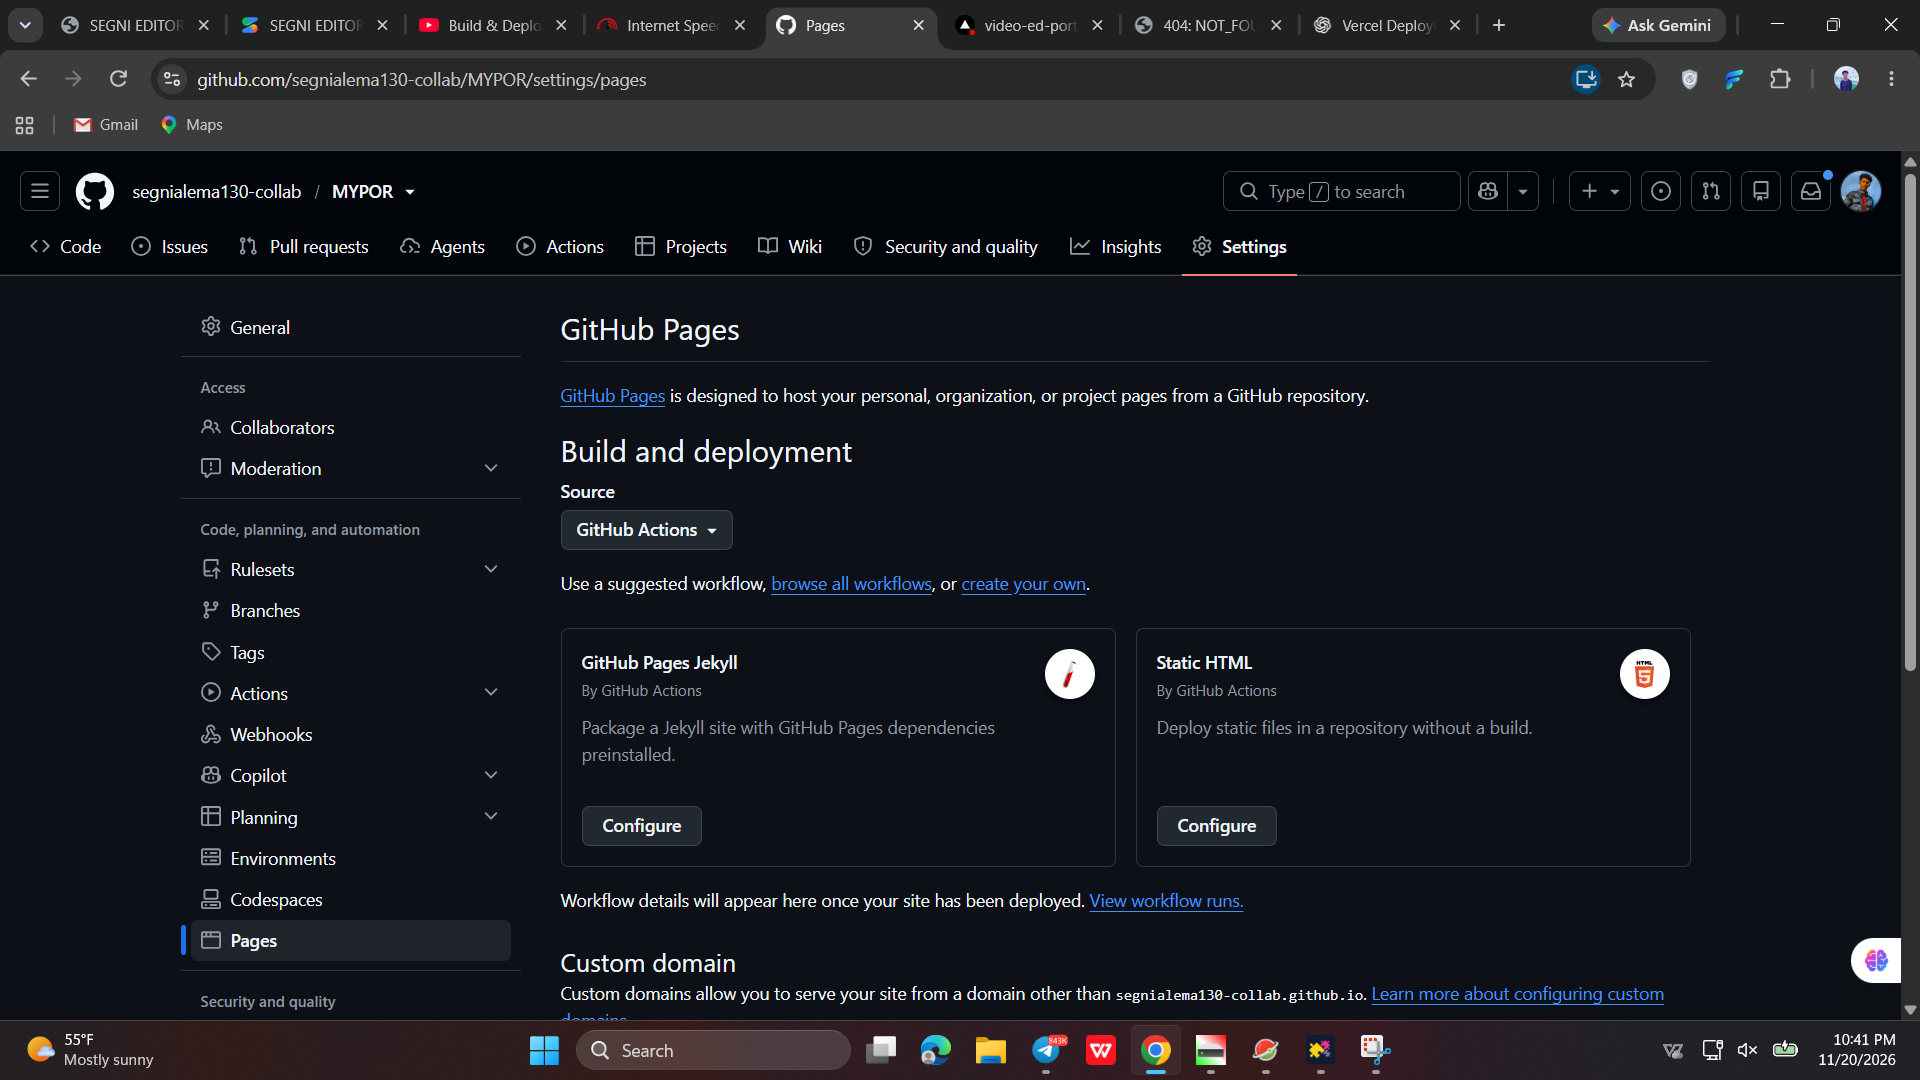 SEGNI EDITOR
SEGNI EDITOR
Build & Deplo
Internet Speed
Pages
video-ed-port
404: NOT_FOU
Vercel Deploy
Ask Gemini
github.com/segnialema130-collab/MYPOR/settings/pages
Gmail
Maps
segnialema130-collab / MYPOR
Type / to search
Code
Issues
Pull requests
Agents
Actions
Projects
Wiki
Security and quality
Insights
Settings
General
Access
Collaborators
Moderation
Code, planning, and automation
Rulesets
Branches
Tags
Actions
Webhooks
Copilot
Planning
Environments
Codespaces
Pages
Security and quality
GitHub Pages
GitHub Pages is designed to host your personal, organization, or project pages from a GitHub repository.
Build and deployment
Source
GitHub Actions
Use a suggested workflow, browse all workflows, or create your own.
GitHub Pages Jekyll
By GitHub Actions
Package a Jekyll site with GitHub Pages dependencies
preinstalled.
Configure
Static HTML
By GitHub Actions
Deploy static files in a repository without a build.
HTML
5
Configure
Workflow details will appear here once your site has been deployed. View workflow runs.
Custom domain
Custom domains allow you to serve your site from a domain other than segnialema130-collab.github.io. Learn more about configuring custom
domains.
55°F
Mostly sunny
Search
843K
10:41 PM
11/20/2026